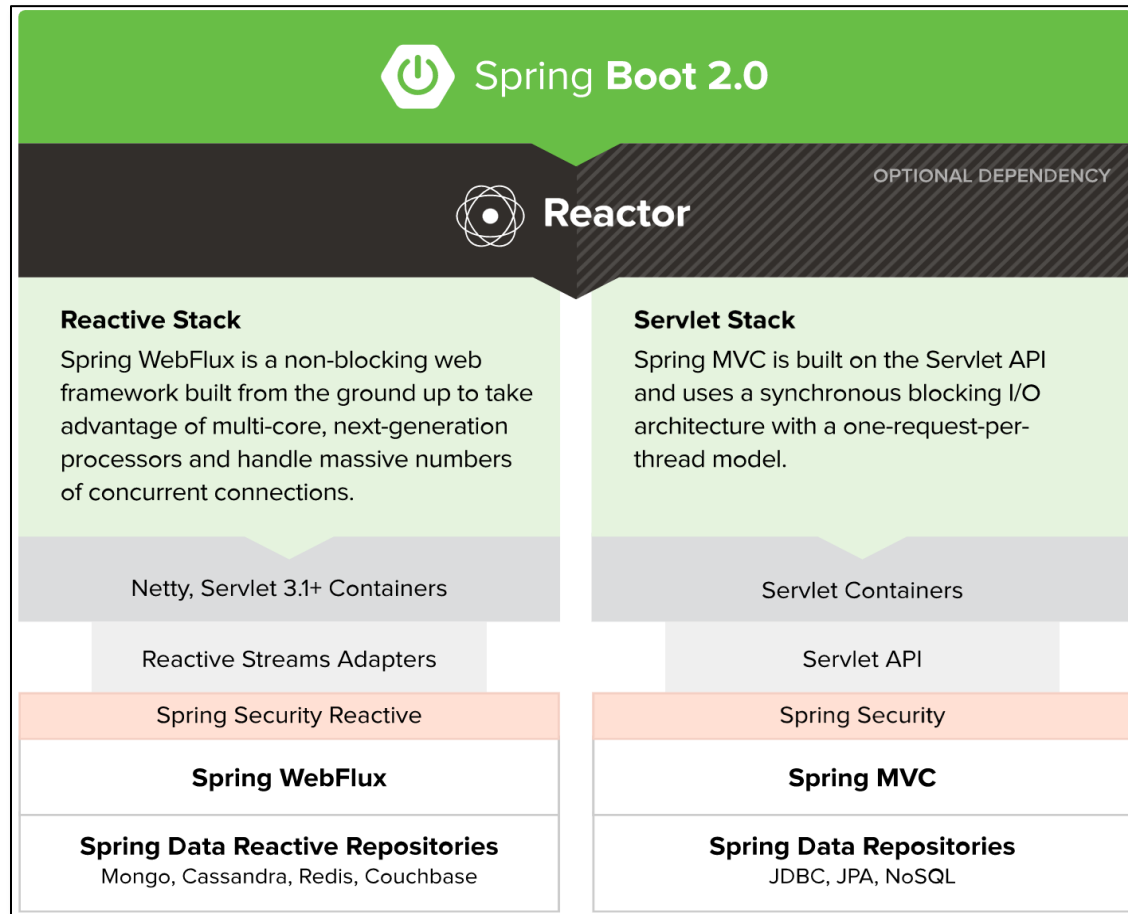 Spring Boot 2.0
OPTIONAL DEPENDENCY
Reactor
Reactive Stack
Spring WebFlux is a non-blocking web
framework built from the ground up to take
advantage of multi-core, next-generation
processors and handle massive numbers
of concurrent connections.
Netty, Servlet 3.1+ Containers
Reactive Streams Adapters
Spring Security Reactive
Spring WebFlux
Spring Data Reactive Repositories
Mongo, Cassandra, Redis, Couchbase
Servlet Stack
Spring MVC is built on the Servlet API
and uses a synchronous blocking I/O
architecture with a one-request-per-
thread model.
Servlet Containers
Servlet API
Spring Security
Spring MVC
Spring Data Repositories
JDBC, JPA, NoSQL